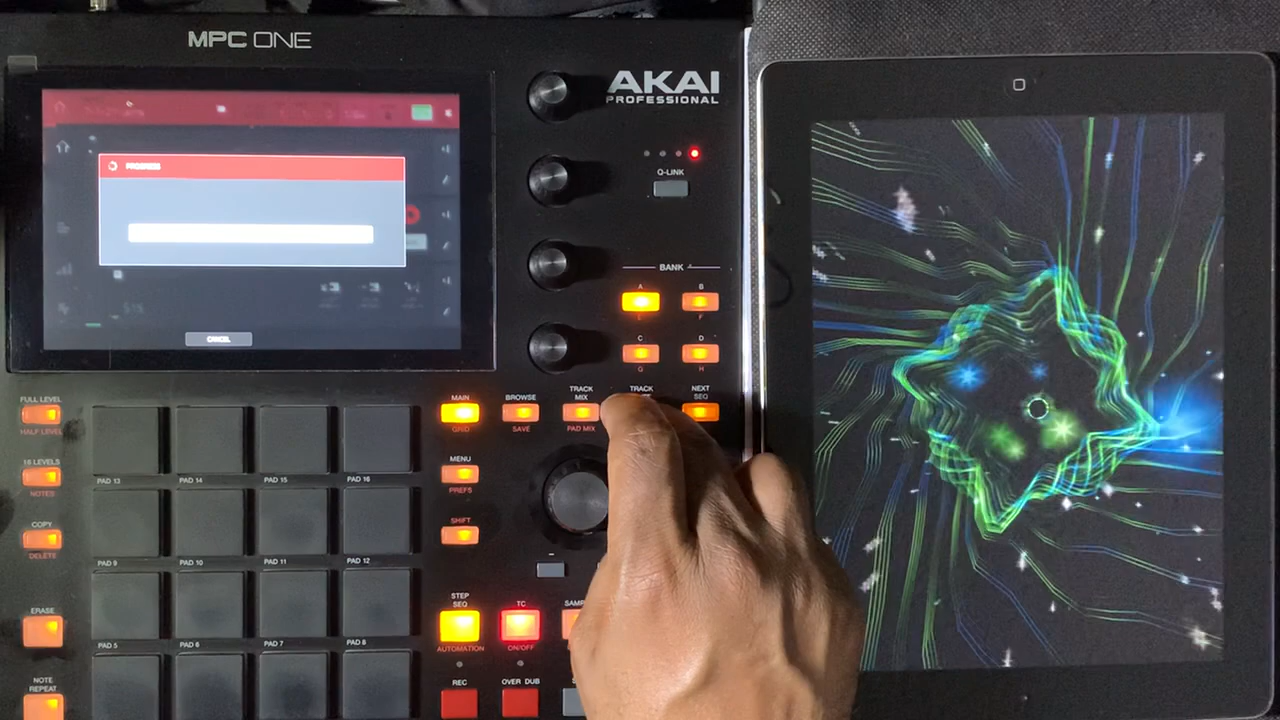 MPC ONE
AKAI
PROFESSIONAL
PROGRESS
CANCEL
Q-LINK
BANK
A
B
E
F
C
D
G
H
FULL LEVEL
HALF LEVEL
16 LEVELS
NOTES
COPY
DELETE
ERASE
NOTE
REPEAT
MAIN
GRID
BROWSE
SAVE
TRACK
MIX
PAD MIX
TRACK
NEXT
SEQ
MENU
PREFS
SHIFT
-
STEP
SEQ
AUTOMATION
TC
ON/OFF
SAMP
REC
OVER DUB
PAD 13
PAD 14
PAD 15
PAD 16
PAD 9
PAD 10
PAD 11
PAD 12
PAD 5
PAD 6
PAD 7
PAD 8